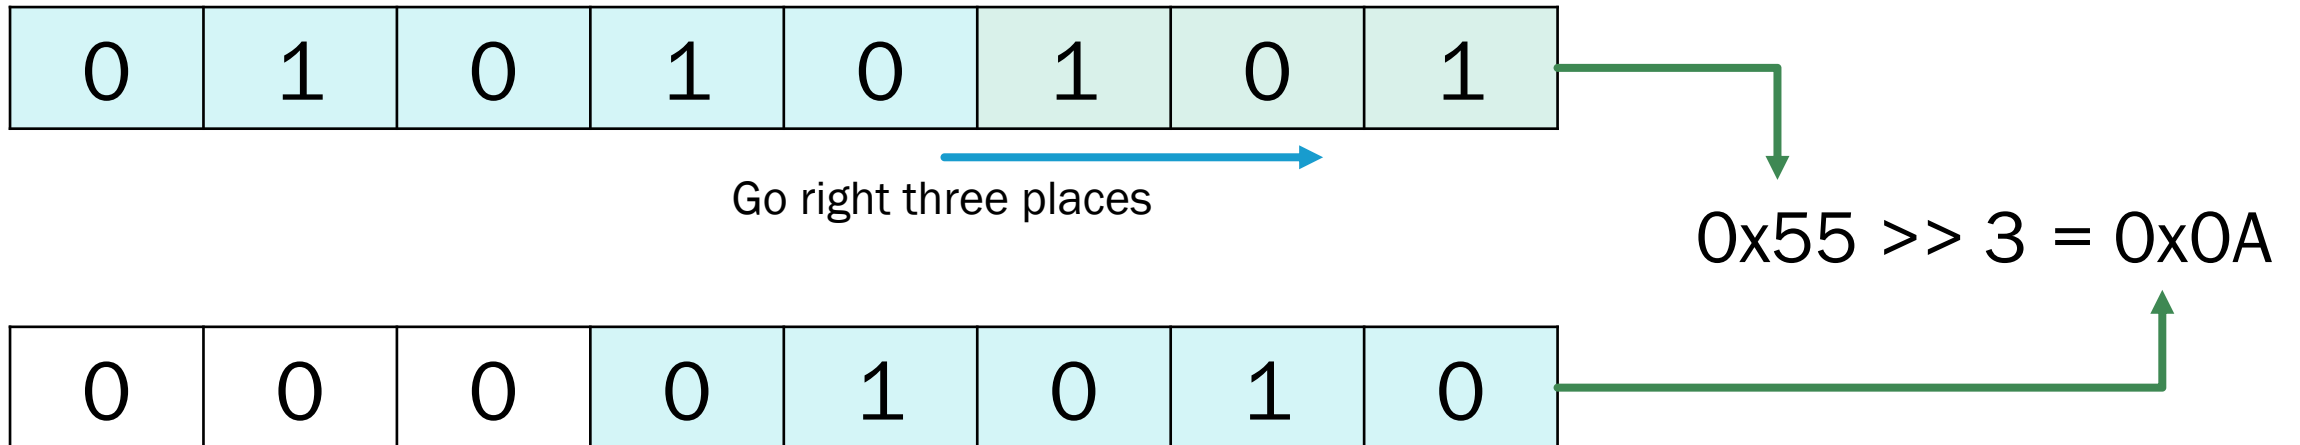 0 1 0 1 0 1 0 1
Go right three places
0x55 >> 3 = 0x0A
0 0 0 0 1 0 1 0